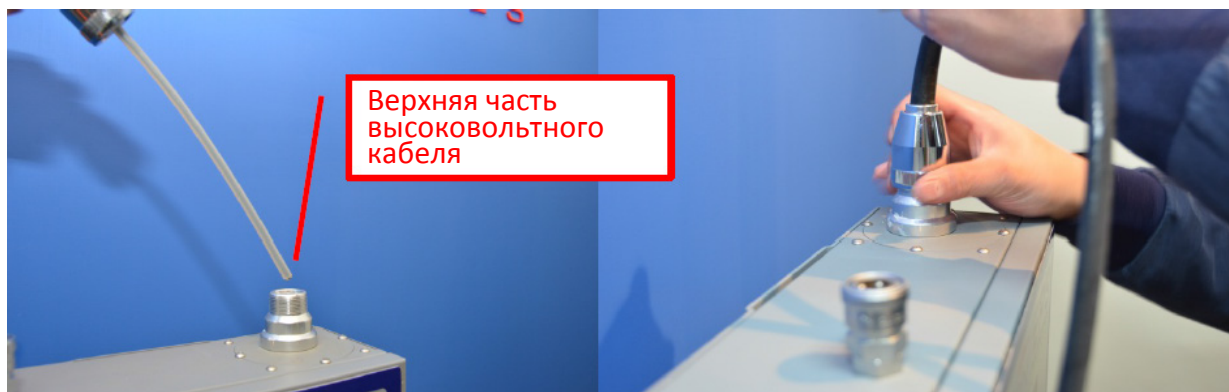 Верхняя часть
высоковольтного
кабеля